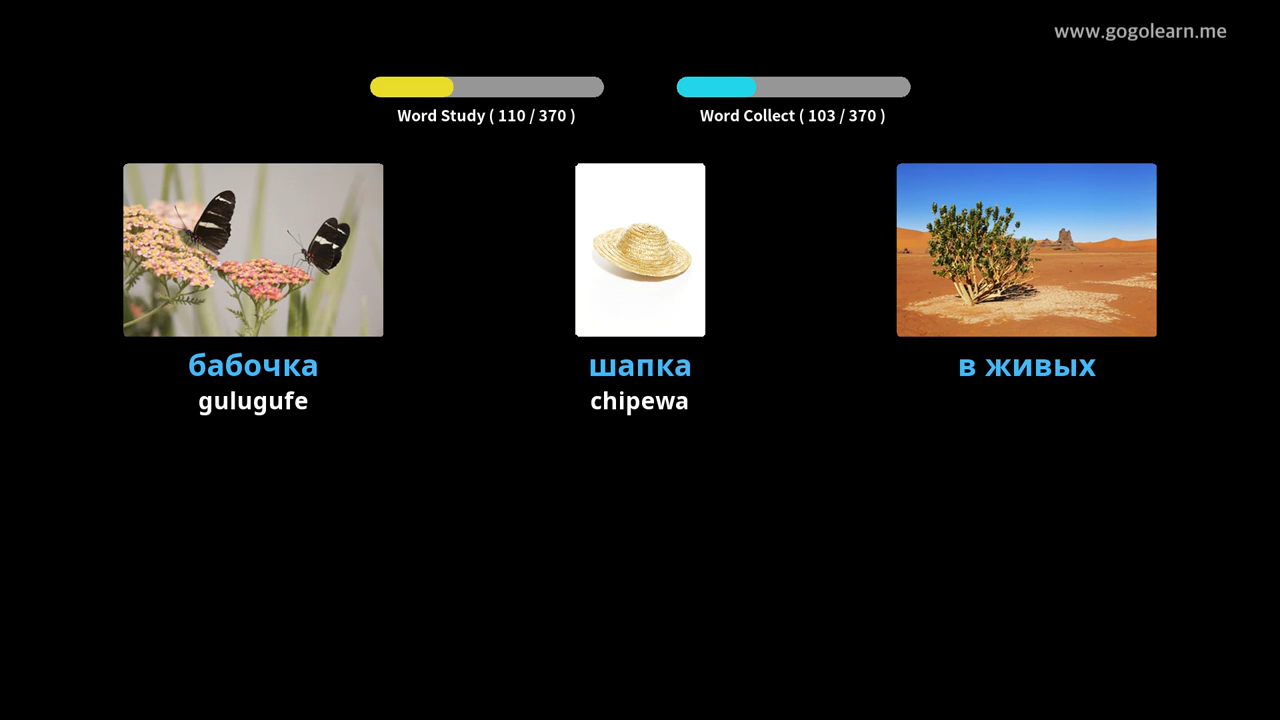 www.gogolearn.me
Word Study ( 110 / 370 )
Word Collect ( 103 / 370 )
бабочка
gulugufe
шапка
chipewa
в живых